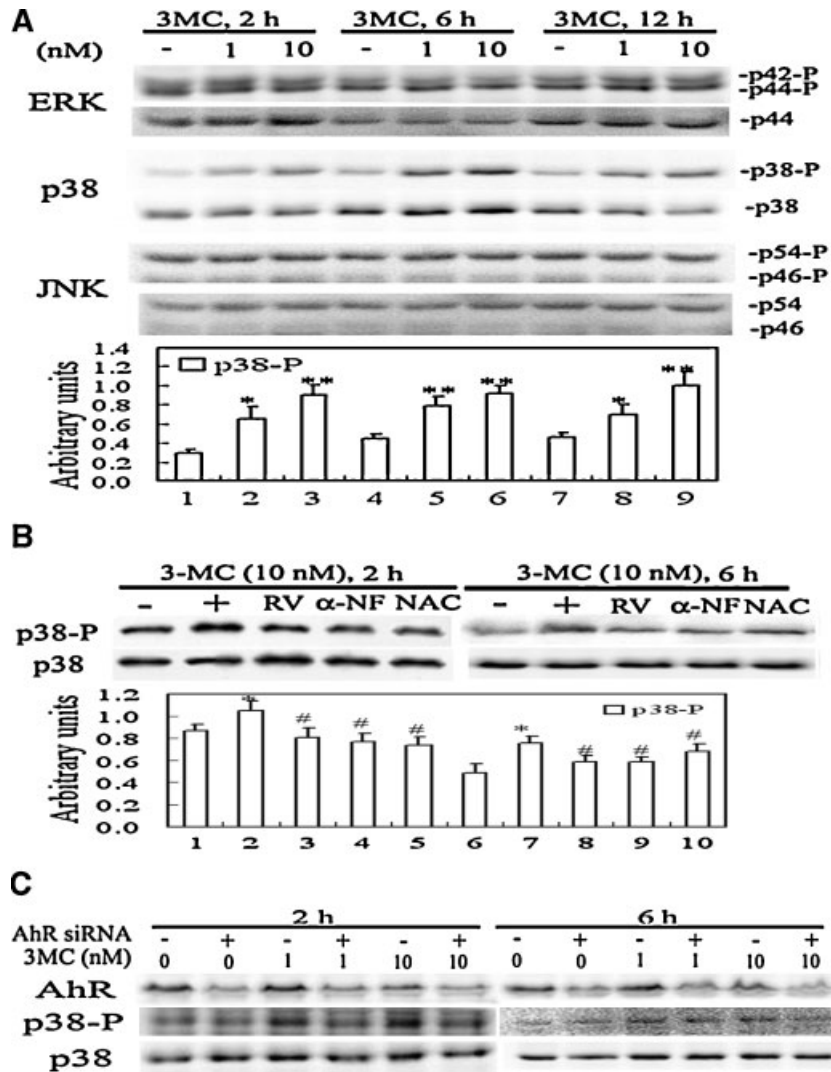 A
3MC, 2 h 3MC, 6 h 3MC, 12 h
(nM) - 1 10 - 1 10 - 1 10
ERK
-p42-P
-p44-P
-p44
p38
-p38-P
-p38
JNK
-p54-P
-p46-P
-p54
-p46
1.4
1.2
1.0
0.8
0.6
0.4
0.2
0.0
Arbitrary units
p38-P
* ** ** ** * **
1 2 3 4 5 6 7 8 9
B
3-MC (10 nM), 2 h 3-MC (10 nM), 6 h
- + RV α-NF NAC - + RV α-NF NAC
p38-P
p38
1.2
1.0
0.8
0.6
0.4
0.2
0.0
Arbitrary units
p38-P
* # # # * # # #
1 2 3 4 5 6 7 8 9 10
C
2 h 6 h
AhR siRNA - + - + - + - + - + - +
3MC (nM) 0 0 1 1 10 10 0 0 1 1 10 10
AhR
p38-P
p38